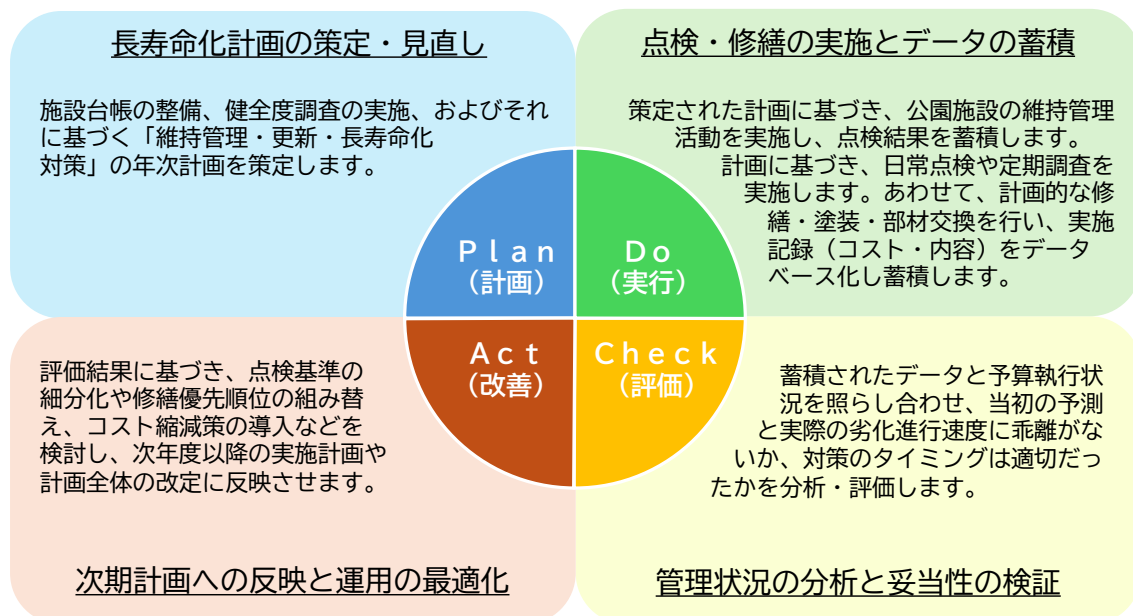 長寿命化計画の策定・見直し
施設台帳の整備、健全度調査の実施、およびそれ
に基づく「維持管理・更新・長寿命化
対策」の年次計画を策定します。
点検・修繕の実施とデータの蓄積
策定された計画に基づき、公園施設の維持管理
活動を実施し、点検結果を蓄積します。
計画に基づき、日常点検や定期調査を
実施します。あわせて、計画的な修
繕・塗装・部材交換を行い、実施
記録（コスト・内容）をデータ
ベース化し蓄積します。
Ｐｌａｎ
（計画）
Ｄｏ
（実行）
Ａｃｔ
（改善）
Ｃｈｅｃｋ
（評価）
評価結果に基づき、点検基準の
細分化や修繕優先順位の組み替
え、コスト縮減策の導入などを
検討し、次年度以降の実施計画や
計画全体の改定に反映させます。
次期計画への反映と運用の最適化
蓄積されたデータと予算執行状
況を照らし合わせ、当初の予測
と実際の劣化進行速度に乖離がな
いか、対策のタイミングは適切だっ
たかを分析・評価します。
管理状況の分析と妥当性の検証